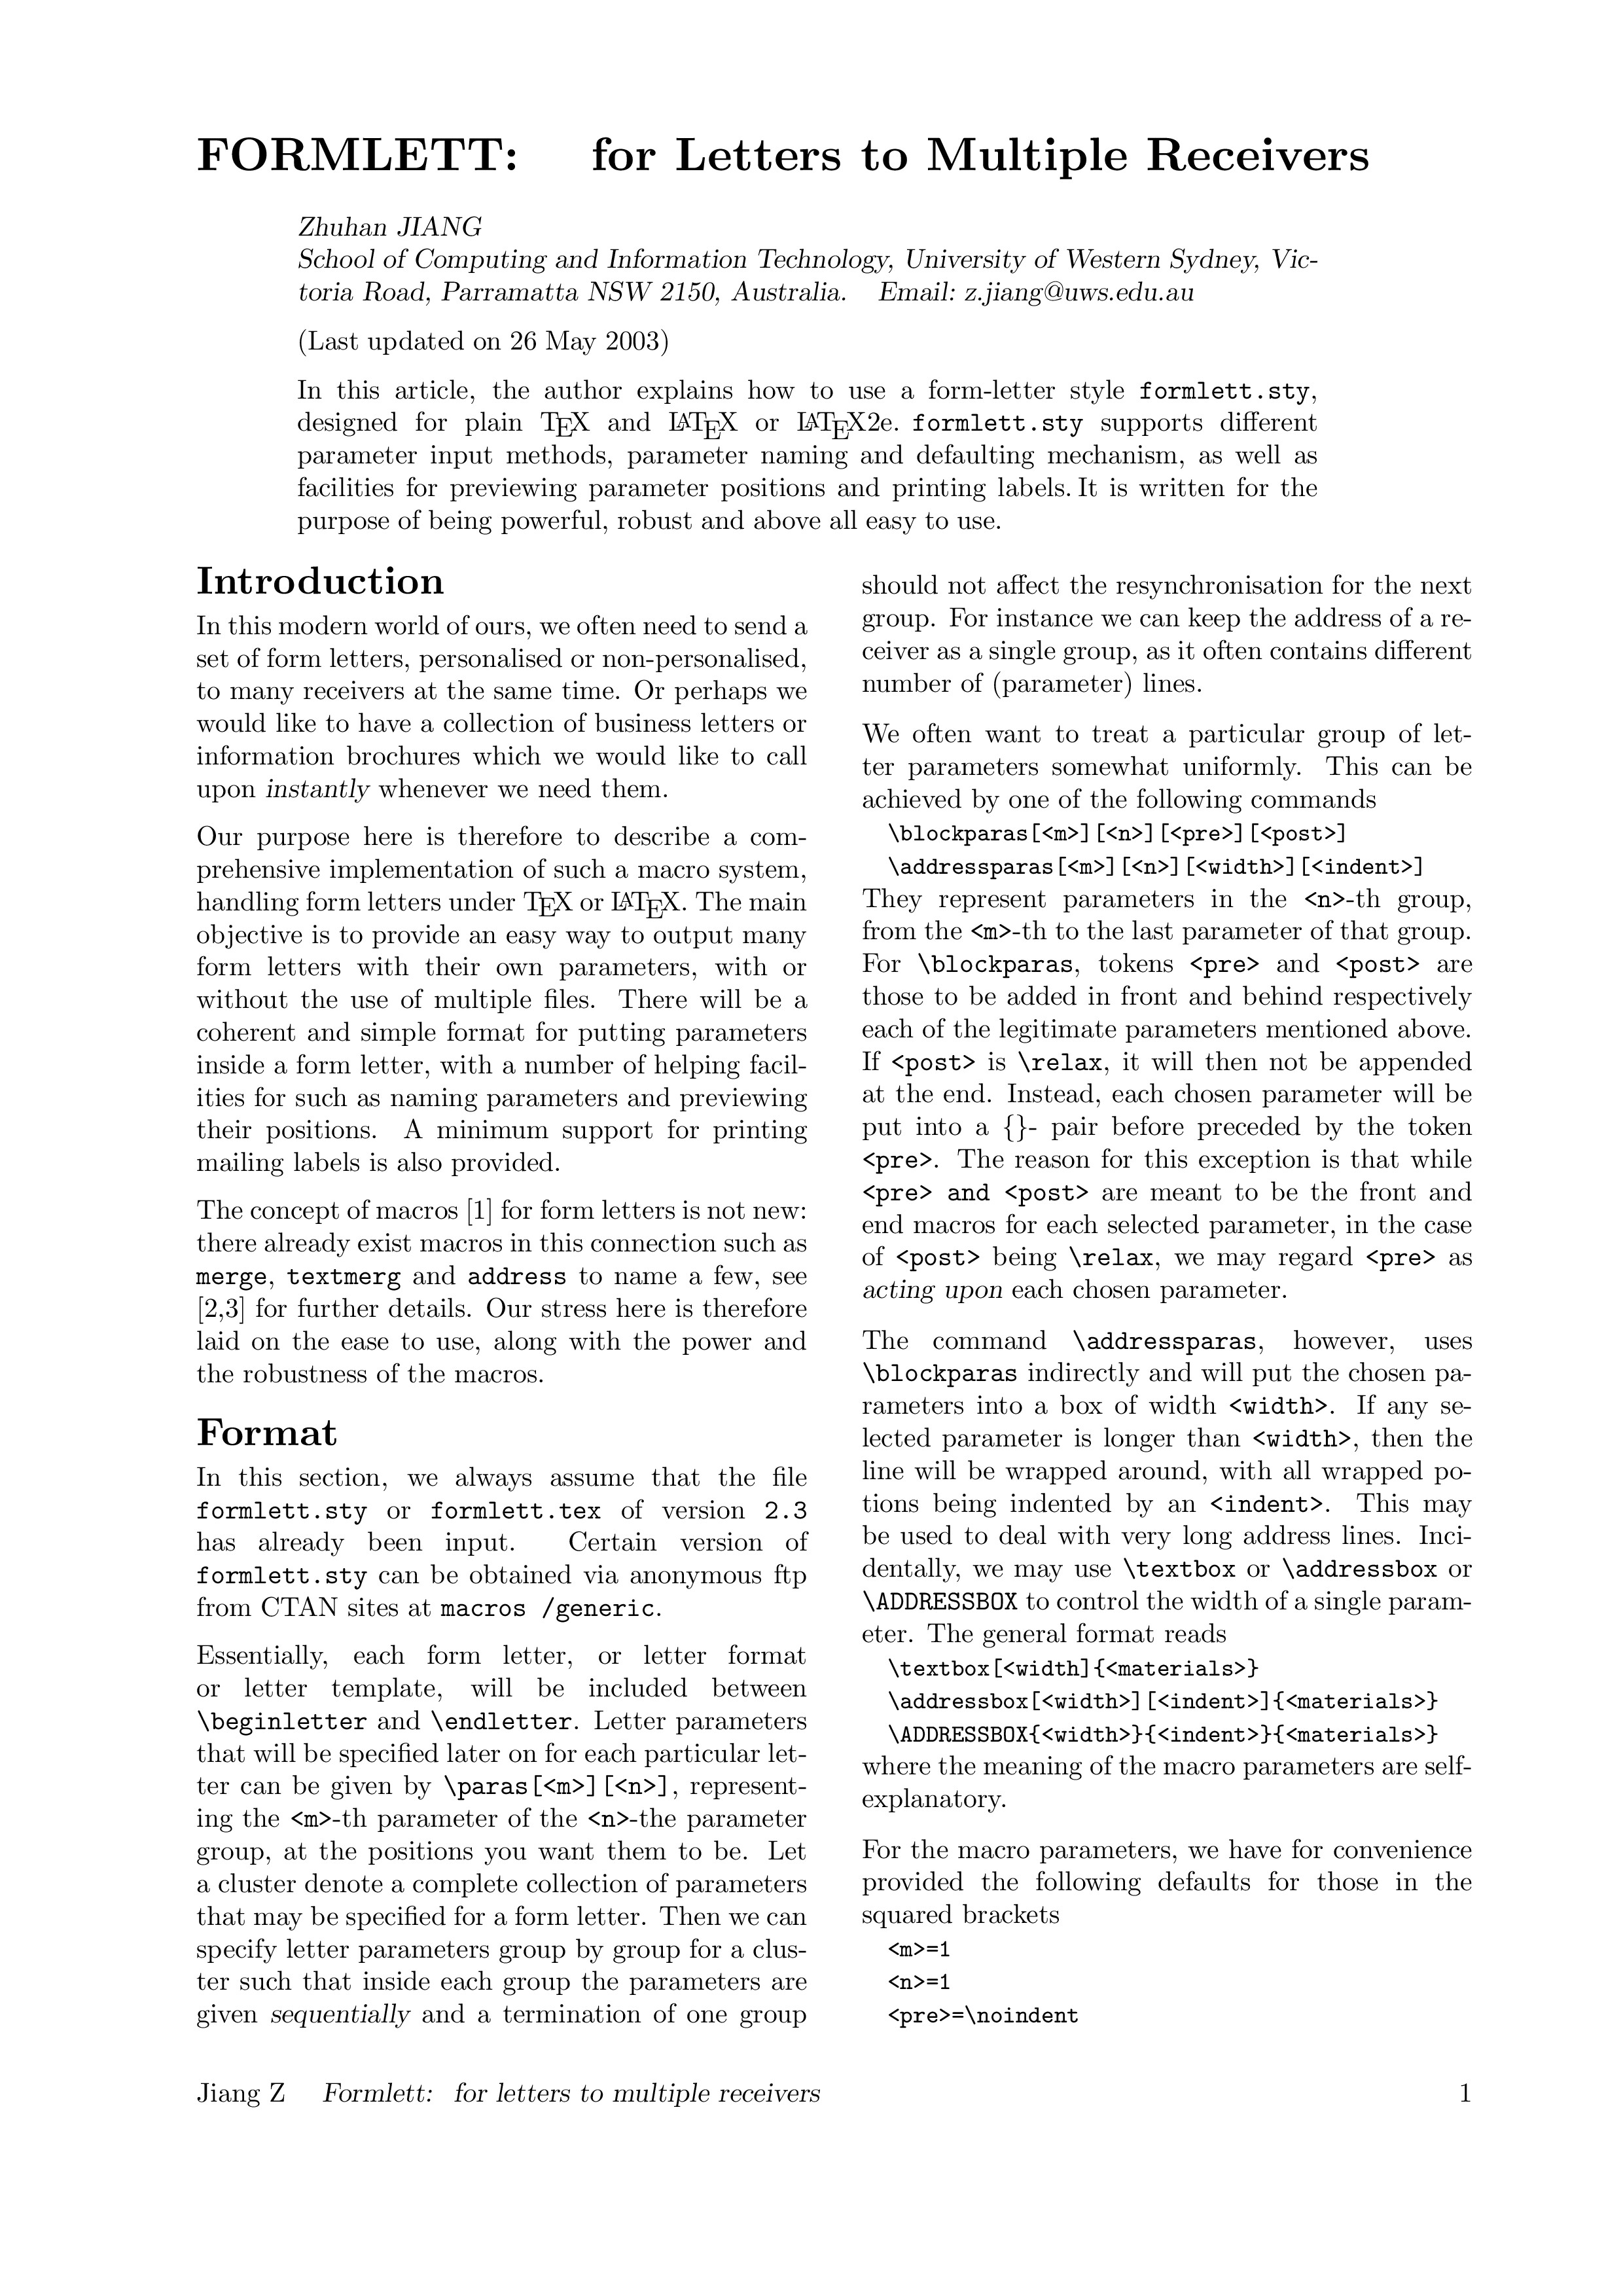 FORMLETT: for Letters to Multiple Receivers
Zhuhan JIANG
School of Computing and Information Technology, University of Western Sydney, Vic-
toria Road, Parramatta NSW 2150, Australia. Email: z.jiang@uws.edu.au
(Last updated on 26 May 2003)
In this article, the author explains how to use a form-letter style formlett.sty,
designed for plain TEX and LATEX or LATEX2e. formlett.sty supports different
parameter input methods, parameter naming and defaulting mechanism, as well as
facilities for previewing parameter positions and printing labels. It is written for the
purpose of being powerful, robust and above all easy to use.
Introduction
In this modern world of ours, we often need to send a
set of form letters, personalised or non-personalised,
to many receivers at the same time. Or perhaps we
would like to have a collection of business letters or
information brochures which we would like to call
upon instantly whenever we need them.
Our purpose here is therefore to describe a com-
prehensive implementation of such a macro system,
handling form letters under TEX or LATEX. The main
objective is to provide an easy way to output many
form letters with their own parameters, with or
without the use of multiple files. There will be a
coherent and simple format for putting parameters
inside a form letter, with a number of helping facil-
ities for such as naming parameters and previewing
their positions. A minimum support for printing
mailing labels is also provided.
The concept of macros [1] for form letters is not new:
there already exist macros in this connection such as
merge, textmerg and address to name a few, see
[2,3] for further details. Our stress here is therefore
laid on the ease to use, along with the power and
the robustness of the macros.
Format
In this section, we always assume that the file
formlett.sty or formlett.tex of version 2.3
has already been input. Certain version of
formlett.sty can be obtained via anonymous ftp
from CTAN sites at macros /generic.
Essentially, each form letter, or letter format
or letter template, will be included between
\beginletter and \endletter. Letter parameters
that will be specified later on for each particular let-
ter can be given by \paras[<m>][<n>], represent-
ing the <m>-th parameter of the <n>-the parameter
group, at the positions you want them to be. Let
a cluster denote a complete collection of parameters
that may be specified for a form letter. Then we can
specify letter parameters group by group for a clus-
ter such that inside each group the parameters are
given sequentially and a termination of one group
should not affect the resynchronisation for the next
group. For instance we can keep the address of a re-
ceiver as a single group, as it often contains different
number of (parameter) lines.
We often want to treat a particular group of let-
ter parameters somewhat uniformly. This can be
achieved by one of the following commands
\blockparas[<m>][<n>][<pre>][<post>]
\addressparas[<m>][<n>][<width>][<indent>]
They represent parameters in the <n>-th group,
from the <m>-th to the last parameter of that group.
For \blockparas, tokens <pre> and <post> are
those to be added in front and behind respectively
each of the legitimate parameters mentioned above.
If <post> is \relax, it will then not be appended
at the end. Instead, each chosen parameter will be
put into a {}- pair before preceded by the token
<pre>. The reason for this exception is that while
<pre> and <post> are meant to be the front and
end macros for each selected parameter, in the case
of <post> being \relax, we may regard <pre> as
acting upon each chosen parameter.
The command \addressparas, however, uses
\blockparas indirectly and will put the chosen pa-
rameters into a box of width <width>. If any se-
lected parameter is longer than <width>, then the
line will be wrapped around, with all wrapped po-
tions being indented by an <indent>. This may
be used to deal with very long address lines. Inci-
dentally, we may use \textbox or \addressbox or
\ADDRESSBOX to control the width of a single param-
eter. The general format reads
\textbox[<width]{<materials>}
\addressbox[<width>][<indent>]{<materials>}
\ADDRESSBOX{<width>}{<indent>}{<materials>}
where the meaning of the macro parameters are self-
explanatory.
For the macro parameters, we have for convenience
provided the following defaults for those in the
squared brackets
<m>=1
<n>=1
<pre>=\noindent
Jiang Z Formlett: for letters to multiple receivers 1